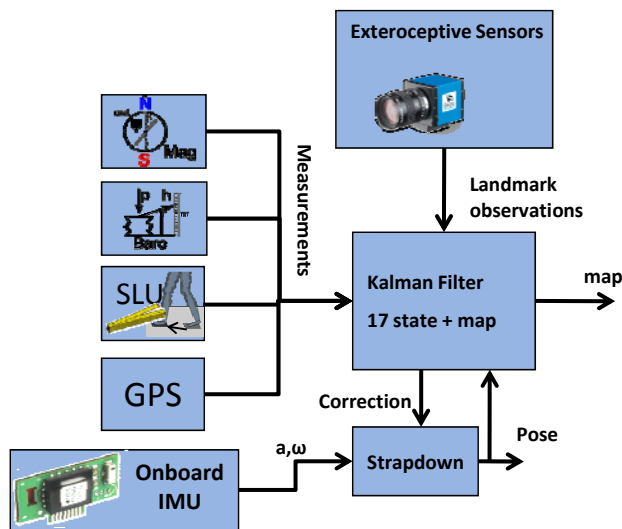 Exteroceptive Sensors
N
S
Mag
Measurements
p h
Baro
Landmark
observations
SLU
Kalman Filter
17 state + map
map
GPS
Correction
Pose
a,ω
Strapdown
Onboard
IMU